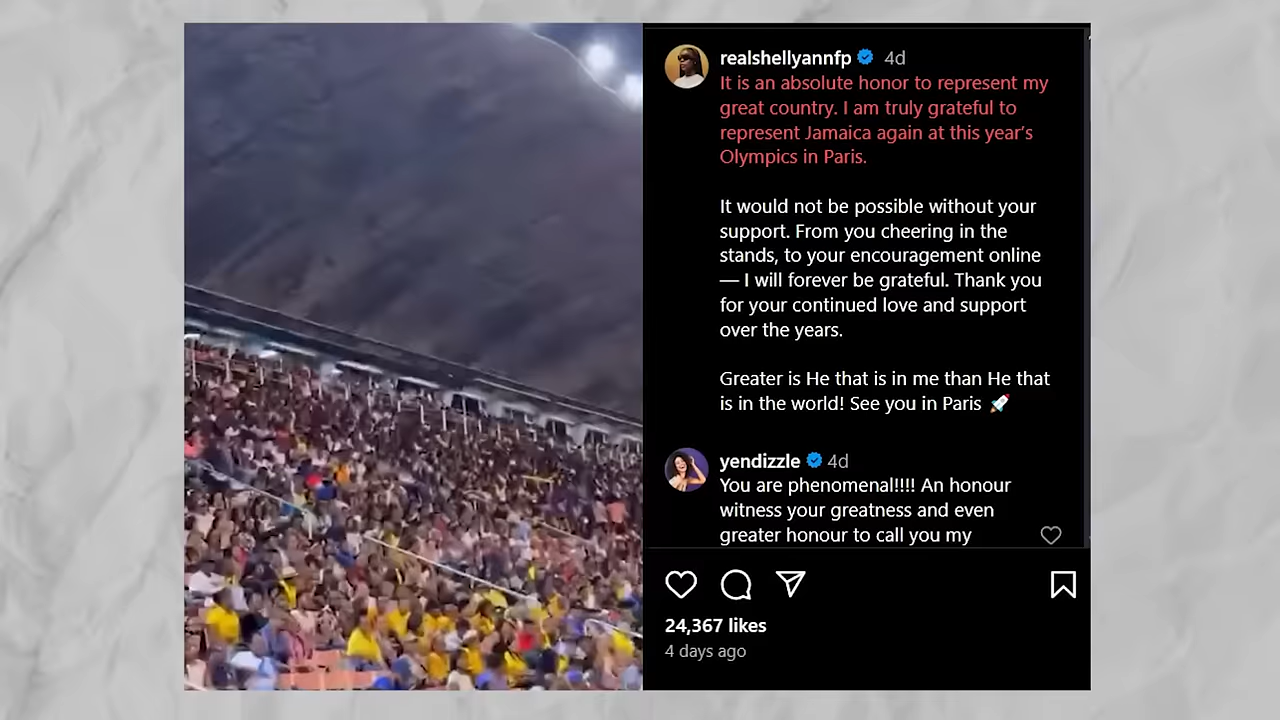 realshellyannfp 4d
It is an absolute honor to represent my
great country. I am truly grateful to
represent Jamaica again at this year's
Olympics in Paris.
It would not be possible without your
support. From you cheering in the
stands, to your encouragement online
— I will forever be grateful. Thank you
for your continued love and support
over the years.
Greater is He that is in me than He that
is in the world! See you in Paris 🚀
yendizzle 4d
You are phenomenal!!!! An honour
witness your greatness and even
greater honour to call you my
24,367 likes
4 days ago